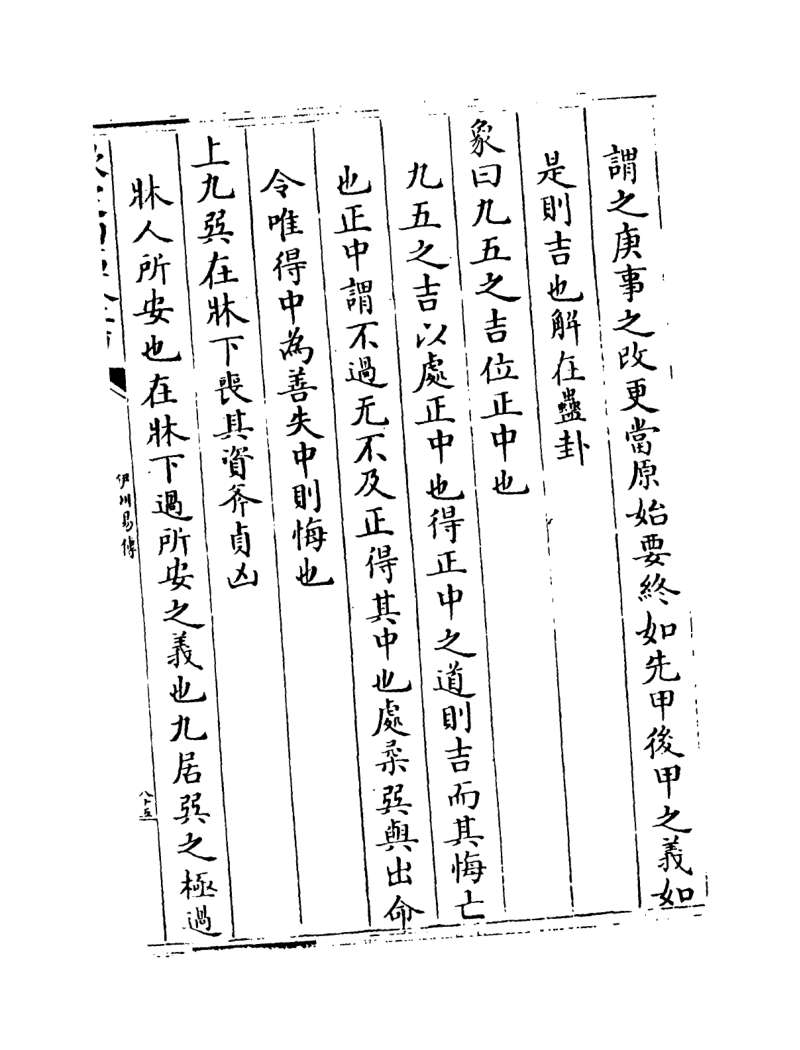 謂之庚事之改更當原始要終如先甲後甲之義如
是則吉也解在蠱卦
象曰九五之吉位正中也
九五之吉以處正中也得正中之道則吉而其悔亡
也正中謂不過无不及正得其中也處柔巽與出命
令唯得中為善失中則悔也
上九巽在牀下喪其資斧貞凶
牀人所安也在牀下過所安之義也九居巽之極過
伊川易傳
八十五